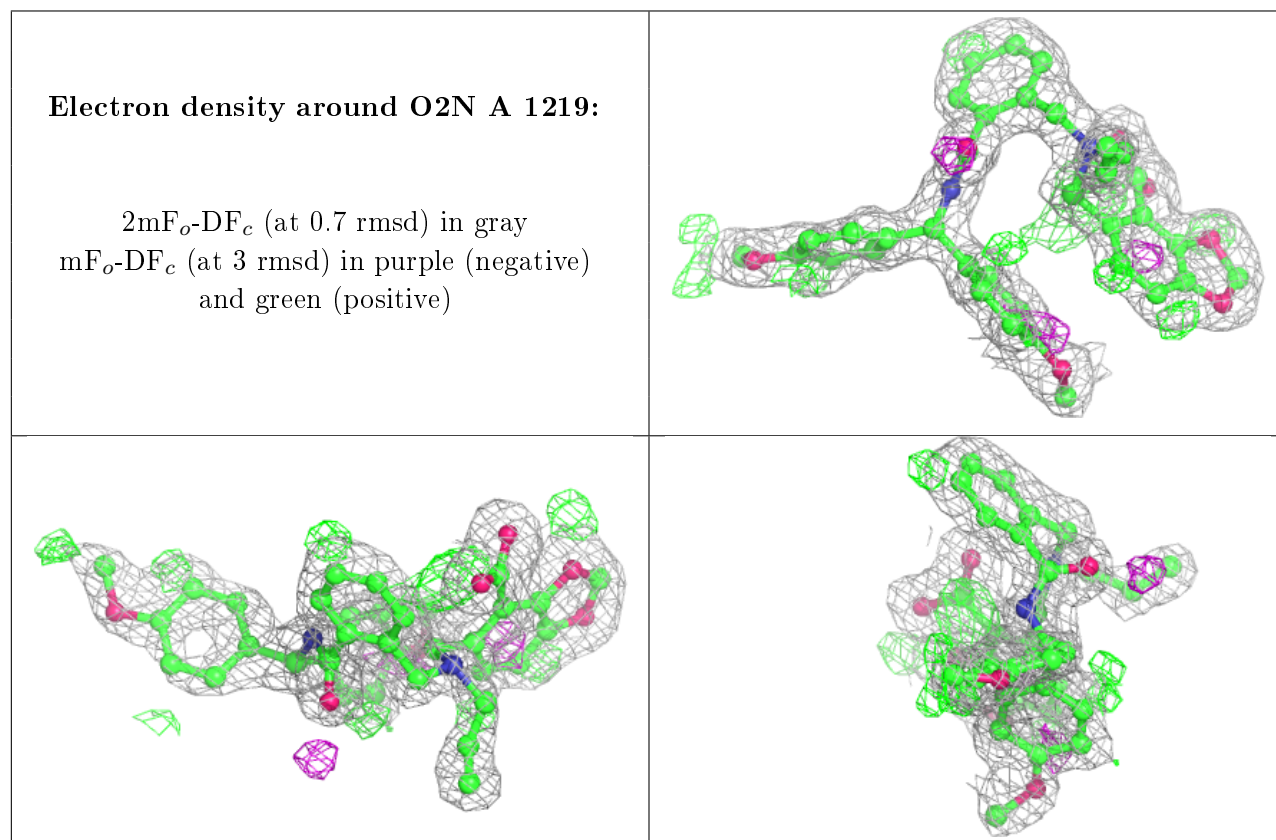 Electron density around O2N A 1219:
2mFo-DFc (at 0.7 rmsd) in gray
mFo-DFc (at 3 rmsd) in purple (negative)
and green (positive)